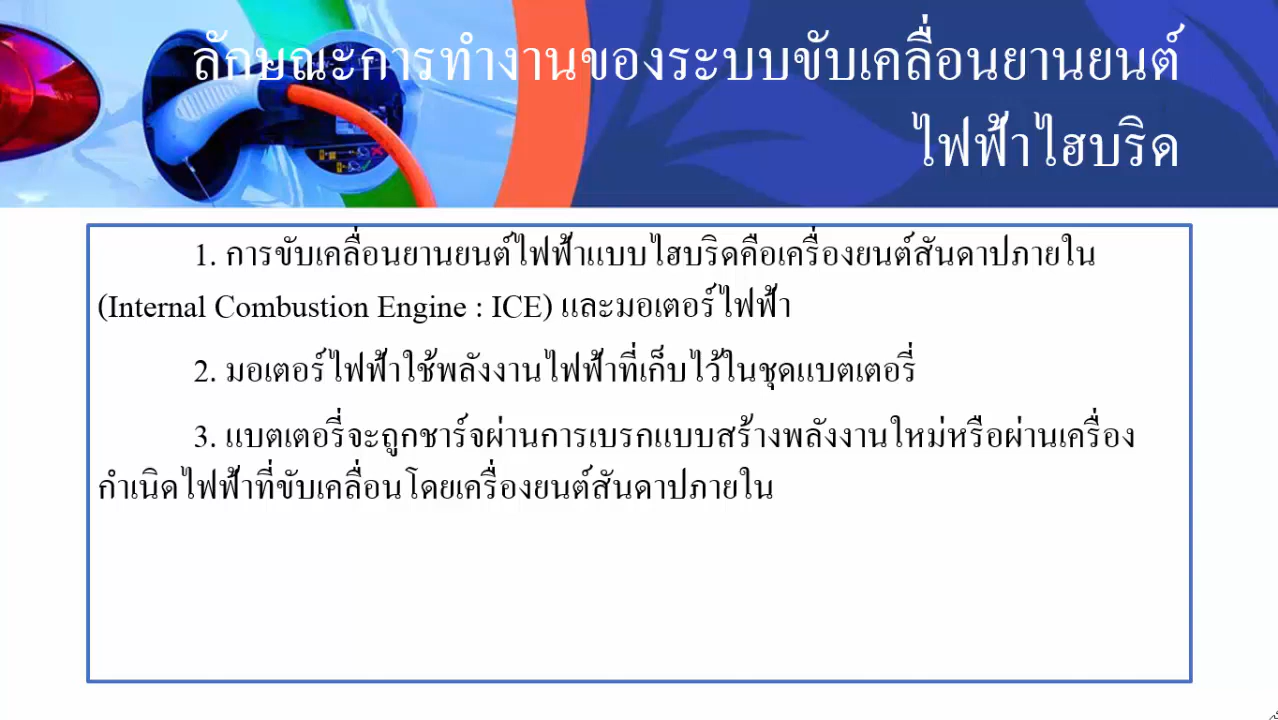 ลักษณะการทำงานของระบบขับเคลื่อนยานยนต์
ไฟฟ้าไฮบริด
1. การขับเคลื่อนยานยนต์ไฟฟ้าแบบไฮบริดคือเครื่องยนต์สันดาปภายใน
(Internal Combustion Engine : ICE) และมอเตอร์ไฟฟ้า
2. มอเตอร์ไฟฟ้าใช้พลังงานไฟฟ้าที่เก็บไว้ในชุดแบตเตอรี่
3. แบตเตอรี่จะถูกชาร์จผ่านการเบรกแบบสร้างพลังงานใหม่หรือผ่านเครื่อง
กำเนิดไฟฟ้าที่ขับเคลื่อนโดยเครื่องยนต์สันดาปภายใน